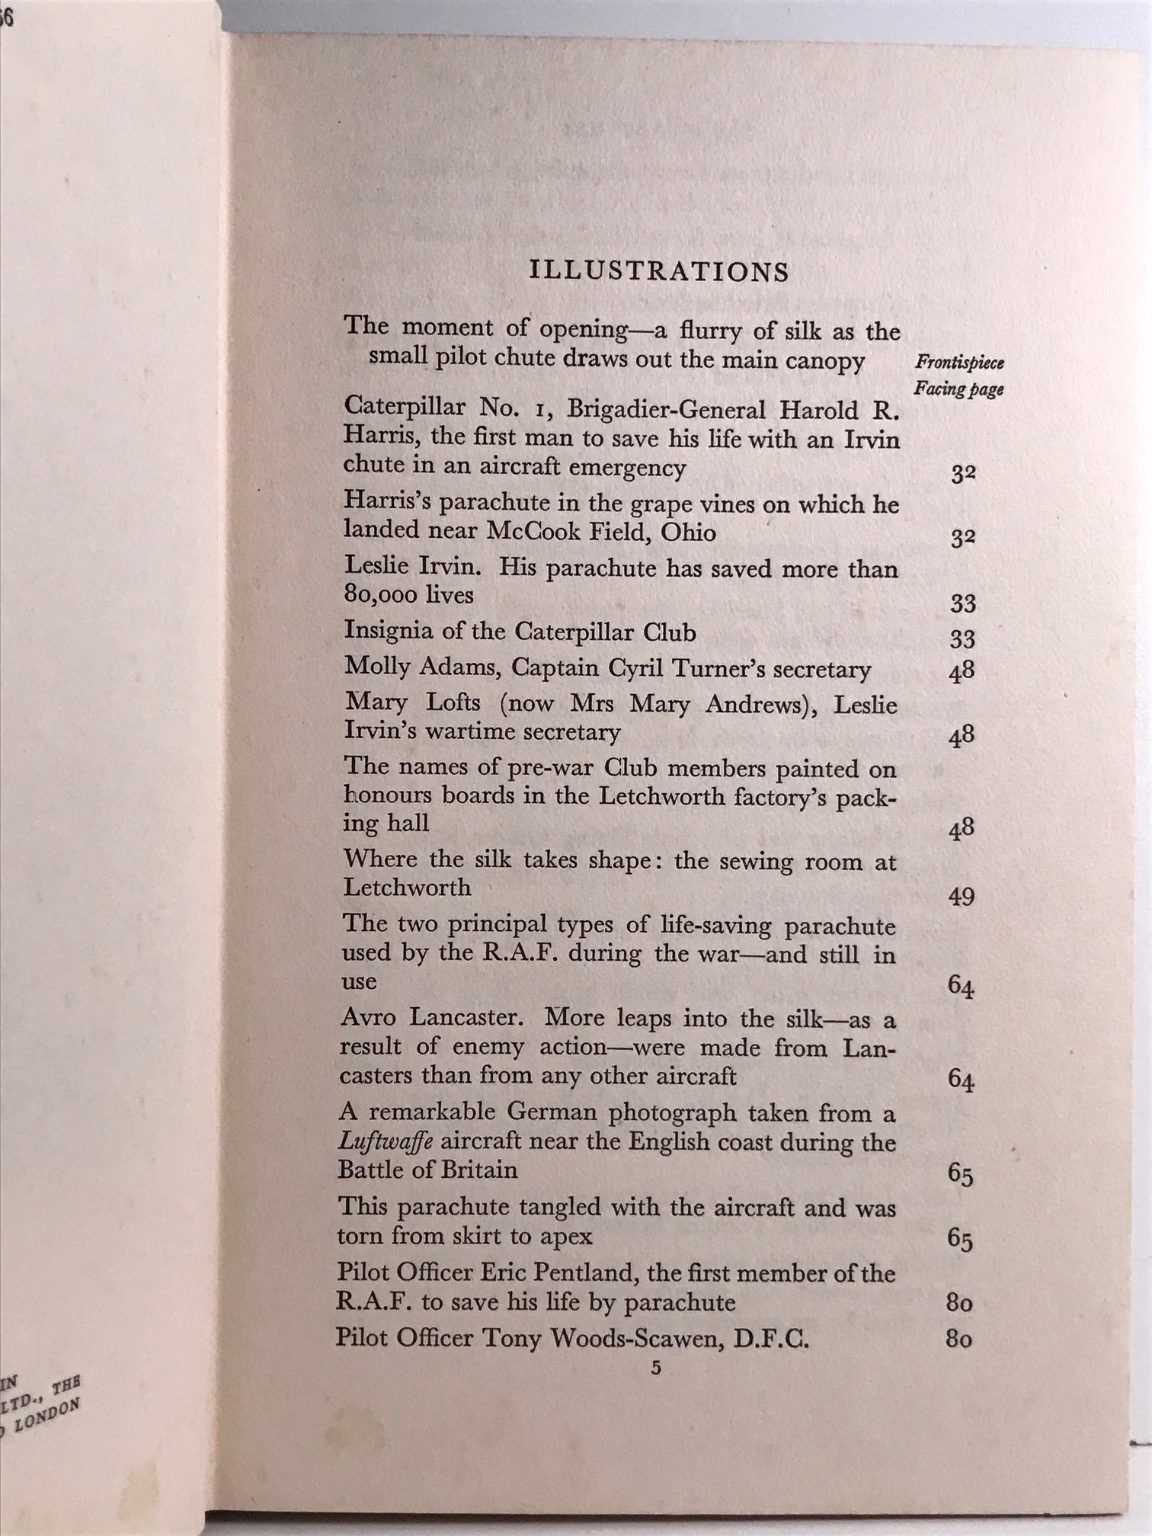 56
IN
LTD., THE
LONDON
ILLUSTRATIONS
The moment of opening—a flurry of silk as the
small pilot chute draws out the main canopy Frontispiece
Facing page
Caterpillar No. 1, Brigadier-General Harold R.
Harris, the first man to save his life with an Irvin
chute in an aircraft emergency 32
Harris's parachute in the grape vines on which he
landed near McCook Field, Ohio 32
Leslie Irvin. His parachute has saved more than
80,000 lives 33
Insignia of the Caterpillar Club 33
Molly Adams, Captain Cyril Turner's secretary 48
Mary Lofts (now Mrs Mary Andrews), Leslie
Irvin's wartime secretary 48
The names of pre-war Club members painted on
honours boards in the Letchworth factory's pack-
ing hall 48
Where the silk takes shape: the sewing room at
Letchworth 49
The two principal types of life-saving parachute
used by the R.A.F. during the war—and still in
use 64
Avro Lancaster. More leaps into the silk—as a
result of enemy action—were made from Lan-
casters than from any other aircraft 64
A remarkable German photograph taken from a
Luftwaffe aircraft near the English coast during the
Battle of Britain 65
This parachute tangled with the aircraft and was
torn from skirt to apex 65
Pilot Officer Eric Pentland, the first member of the
R.A.F. to save his life by parachute 80
Pilot Officer Tony Woods-Scawen, D.F.C. 80
5